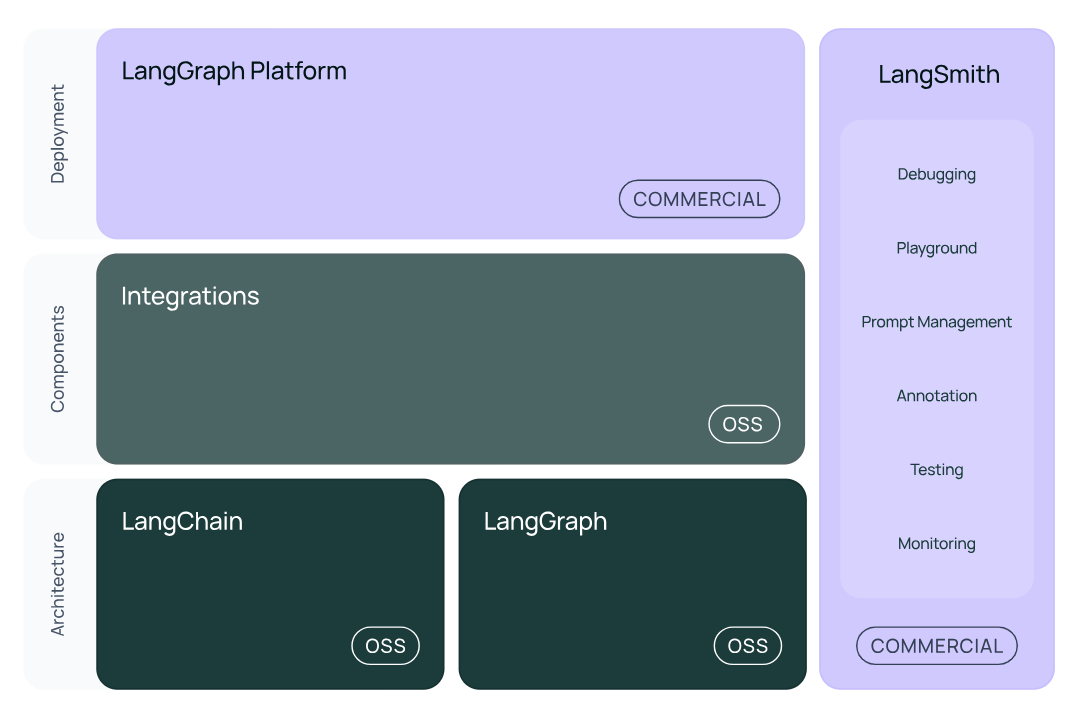 Deployment
LangGraph Platform
COMMERCIAL
Components
Integrations
OSS
Architecture
LangChain
OSS
LangGraph
OSS
LangSmith
Debugging
Playground
Prompt Management
Annotation
Testing
Monitoring
COMMERCIAL